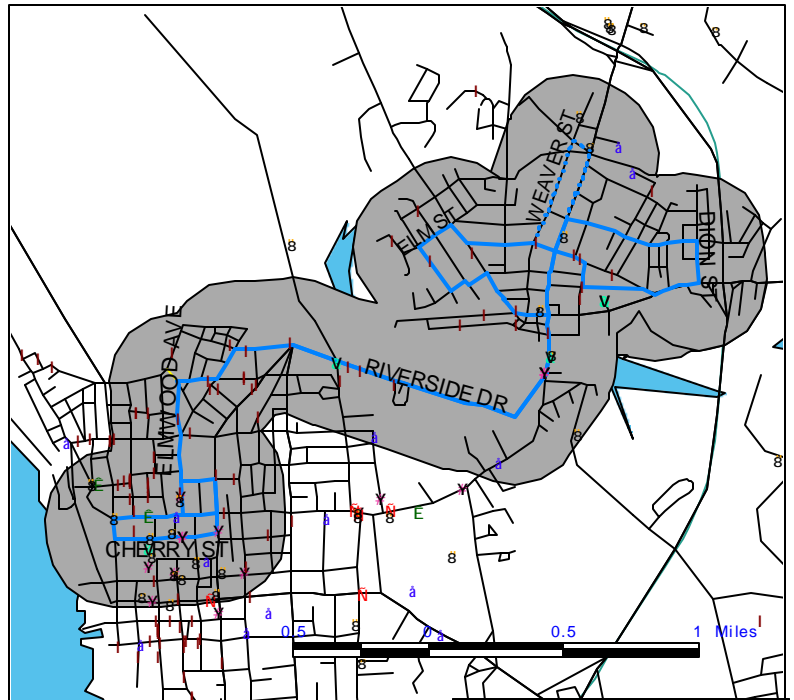 WEAVER ST
ELM ST
DION ST
ELMWOOD AVE
RIVERSIDE DR
CHERRY ST
0.5 0 0.5 1 Miles